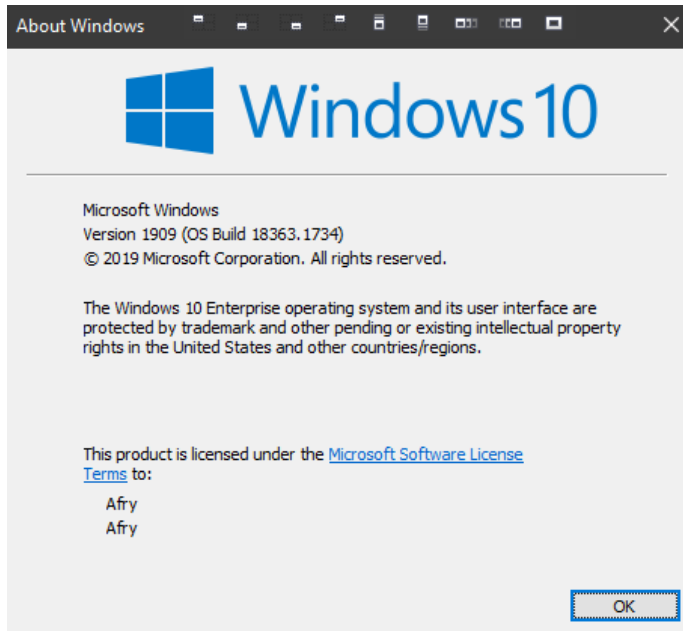 About Windows
Windows 10
Microsoft Windows
Version 1909 (OS Build 18363.1734)
© 2019 Microsoft Corporation. All rights reserved.
The Windows 10 Enterprise operating system and its user interface are
protected by trademark and other pending or existing intellectual property
rights in the United States and other countries/regions.
This product is licensed under the Microsoft Software License
Terms to:
Afry
Afry
OK